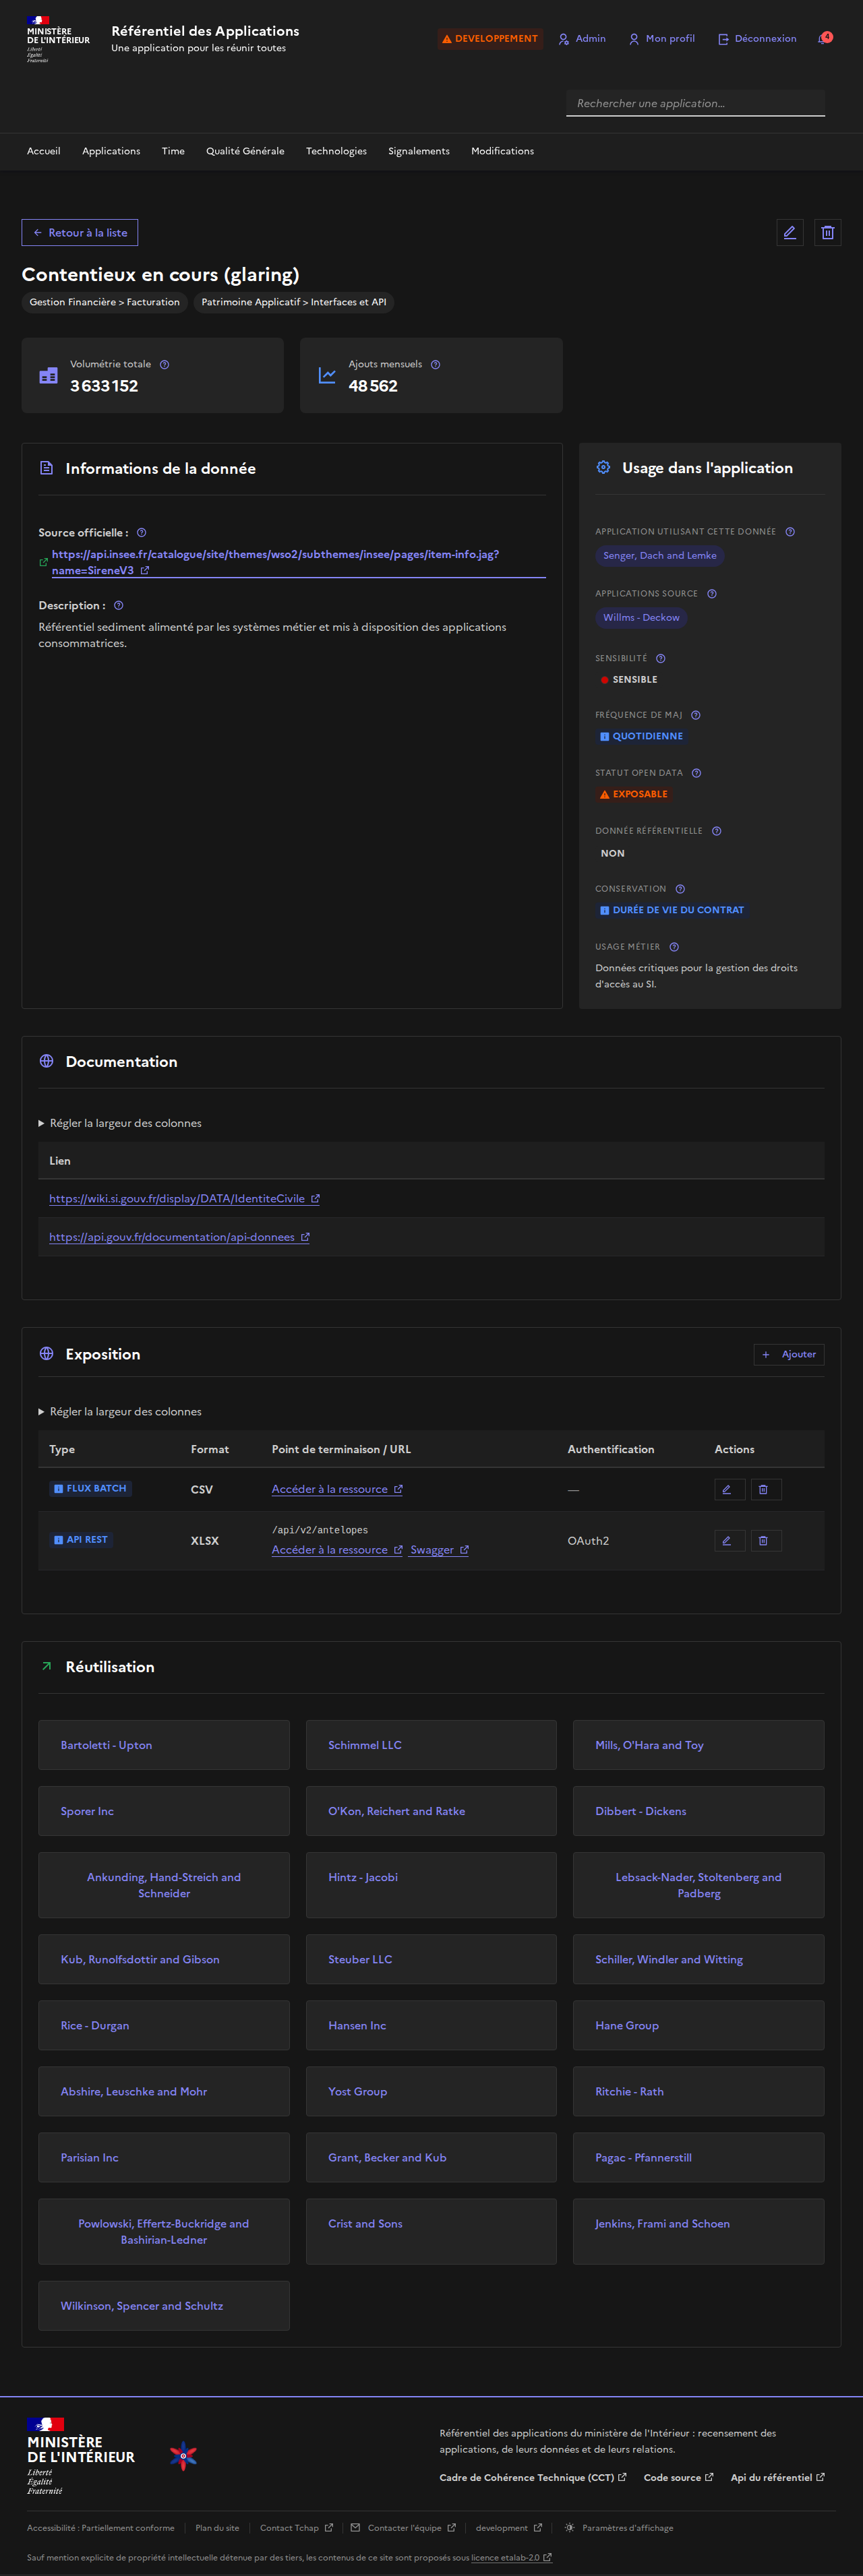 MINISTÈRE
DE L'INTÉRIEUR
Liberté
Égalité
Fraternité
Référentiel des Applications
Une application pour les réunir toutes
DEVELOPPEMENT
Admin
Mon profil
Déconnexion
4
Rechercher une application...
Accueil
Applications
Time
Qualité Générale
Technologies
Signalements
Modifications
Retour à la liste
Contentieux en cours (glaring)
Gestion Financière > Facturation
Patrimoine Applicatif > Interfaces et API
Volumétrie totale
3 633 152
Ajouts mensuels
48 562
Informations de la donnée
Source officielle :
https://api.insee.fr/catalogue/site/themes/wso2/subthemes/insee/pages/item-info.jag?
name=SireneV3
Description :
Référentiel sediment alimenté par les systèmes métier et mis à disposition des applications
consommatrices.
Usage dans l'application
APPLICATION UTILISANT CETTE DONNÉE
Senger, Dach and Lemke
APPLICATIONS SOURCE
Willms - Deckow
SENSIBILITÉ
SENSIBLE
FRÉQUENCE DE MAJ
QUOTIDIENNE
STATUT OPEN DATA
EXPOSABLE
DONNÉE RÉFÉRENTIELLE
NON
CONSERVATION
DURÉE DE VIE DU CONTRAT
USAGE MÉTIER
Données critiques pour la gestion des droits
d'accès au SI.
Documentation
Régler la largeur des colonnes
Lien
https://wiki.si.gouv.fr/display/DATA/IdentiteCivile
https://api.gouv.fr/documentation/api-donnees
Exposition
Ajouter
Régler la largeur des colonnes
Type Format Point de terminaison / URL Authentification Actions
FLUX BATCH CSV Accéder à la ressource —
/api/v2/antelopes
API REST XLSX Accéder à la ressource Swagger OAuth2
Réutilisation
Bartoletti - Upton
Schimmel LLC
Mills, O'Hara and Toy
Sporer Inc
O'Kon, Reichert and Ratke
Dibbert - Dickens
Ankunding, Hand-Streich and
Schneider
Hintz - Jacobi
Lebsack-Nader, Stoltenberg and
Padberg
Kub, Runolfsdottir and Gibson
Steuber LLC
Schiller, Windler and Witting
Rice - Durgan
Hansen Inc
Hane Group
Abshire, Leuschke and Mohr
Yost Group
Ritchie - Rath
Parisian Inc
Grant, Becker and Kub
Pagac - Pfannerstill
Powlowski, Effertz-Buckridge and
Bashirian-Ledner
Crist and Sons
Jenkins, Frami and Schoen
Wilkinson, Spencer and Schultz
MINISTÈRE
DE L'INTÉRIEUR
Liberté
Égalité
Fraternité
Référentiel des applications du ministère de l'Intérieur : recensement des
applications, de leurs données et de leurs relations.
Cadre de Cohérence Technique (CCT)
Code source
Api du référentiel
Accessibilité : Partiellement conforme
Plan du site
Contact Tchap
Contacter l'équipe
development
Paramètres d'affichage
Sauf mention explicite de propriété intellectuelle détenue par des tiers, les contenus de ce site sont proposés sous licence etalab-2.0